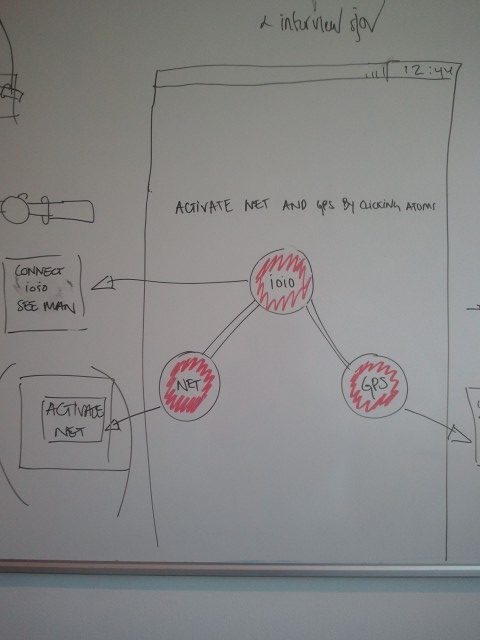 & interview sjov
12:44
ACTIVATE NET AND GPS BY CLICKING ATOMS
ioio
CONNECT
ioio
SEE MAN
NET
GPS
ACTIVATE
NET